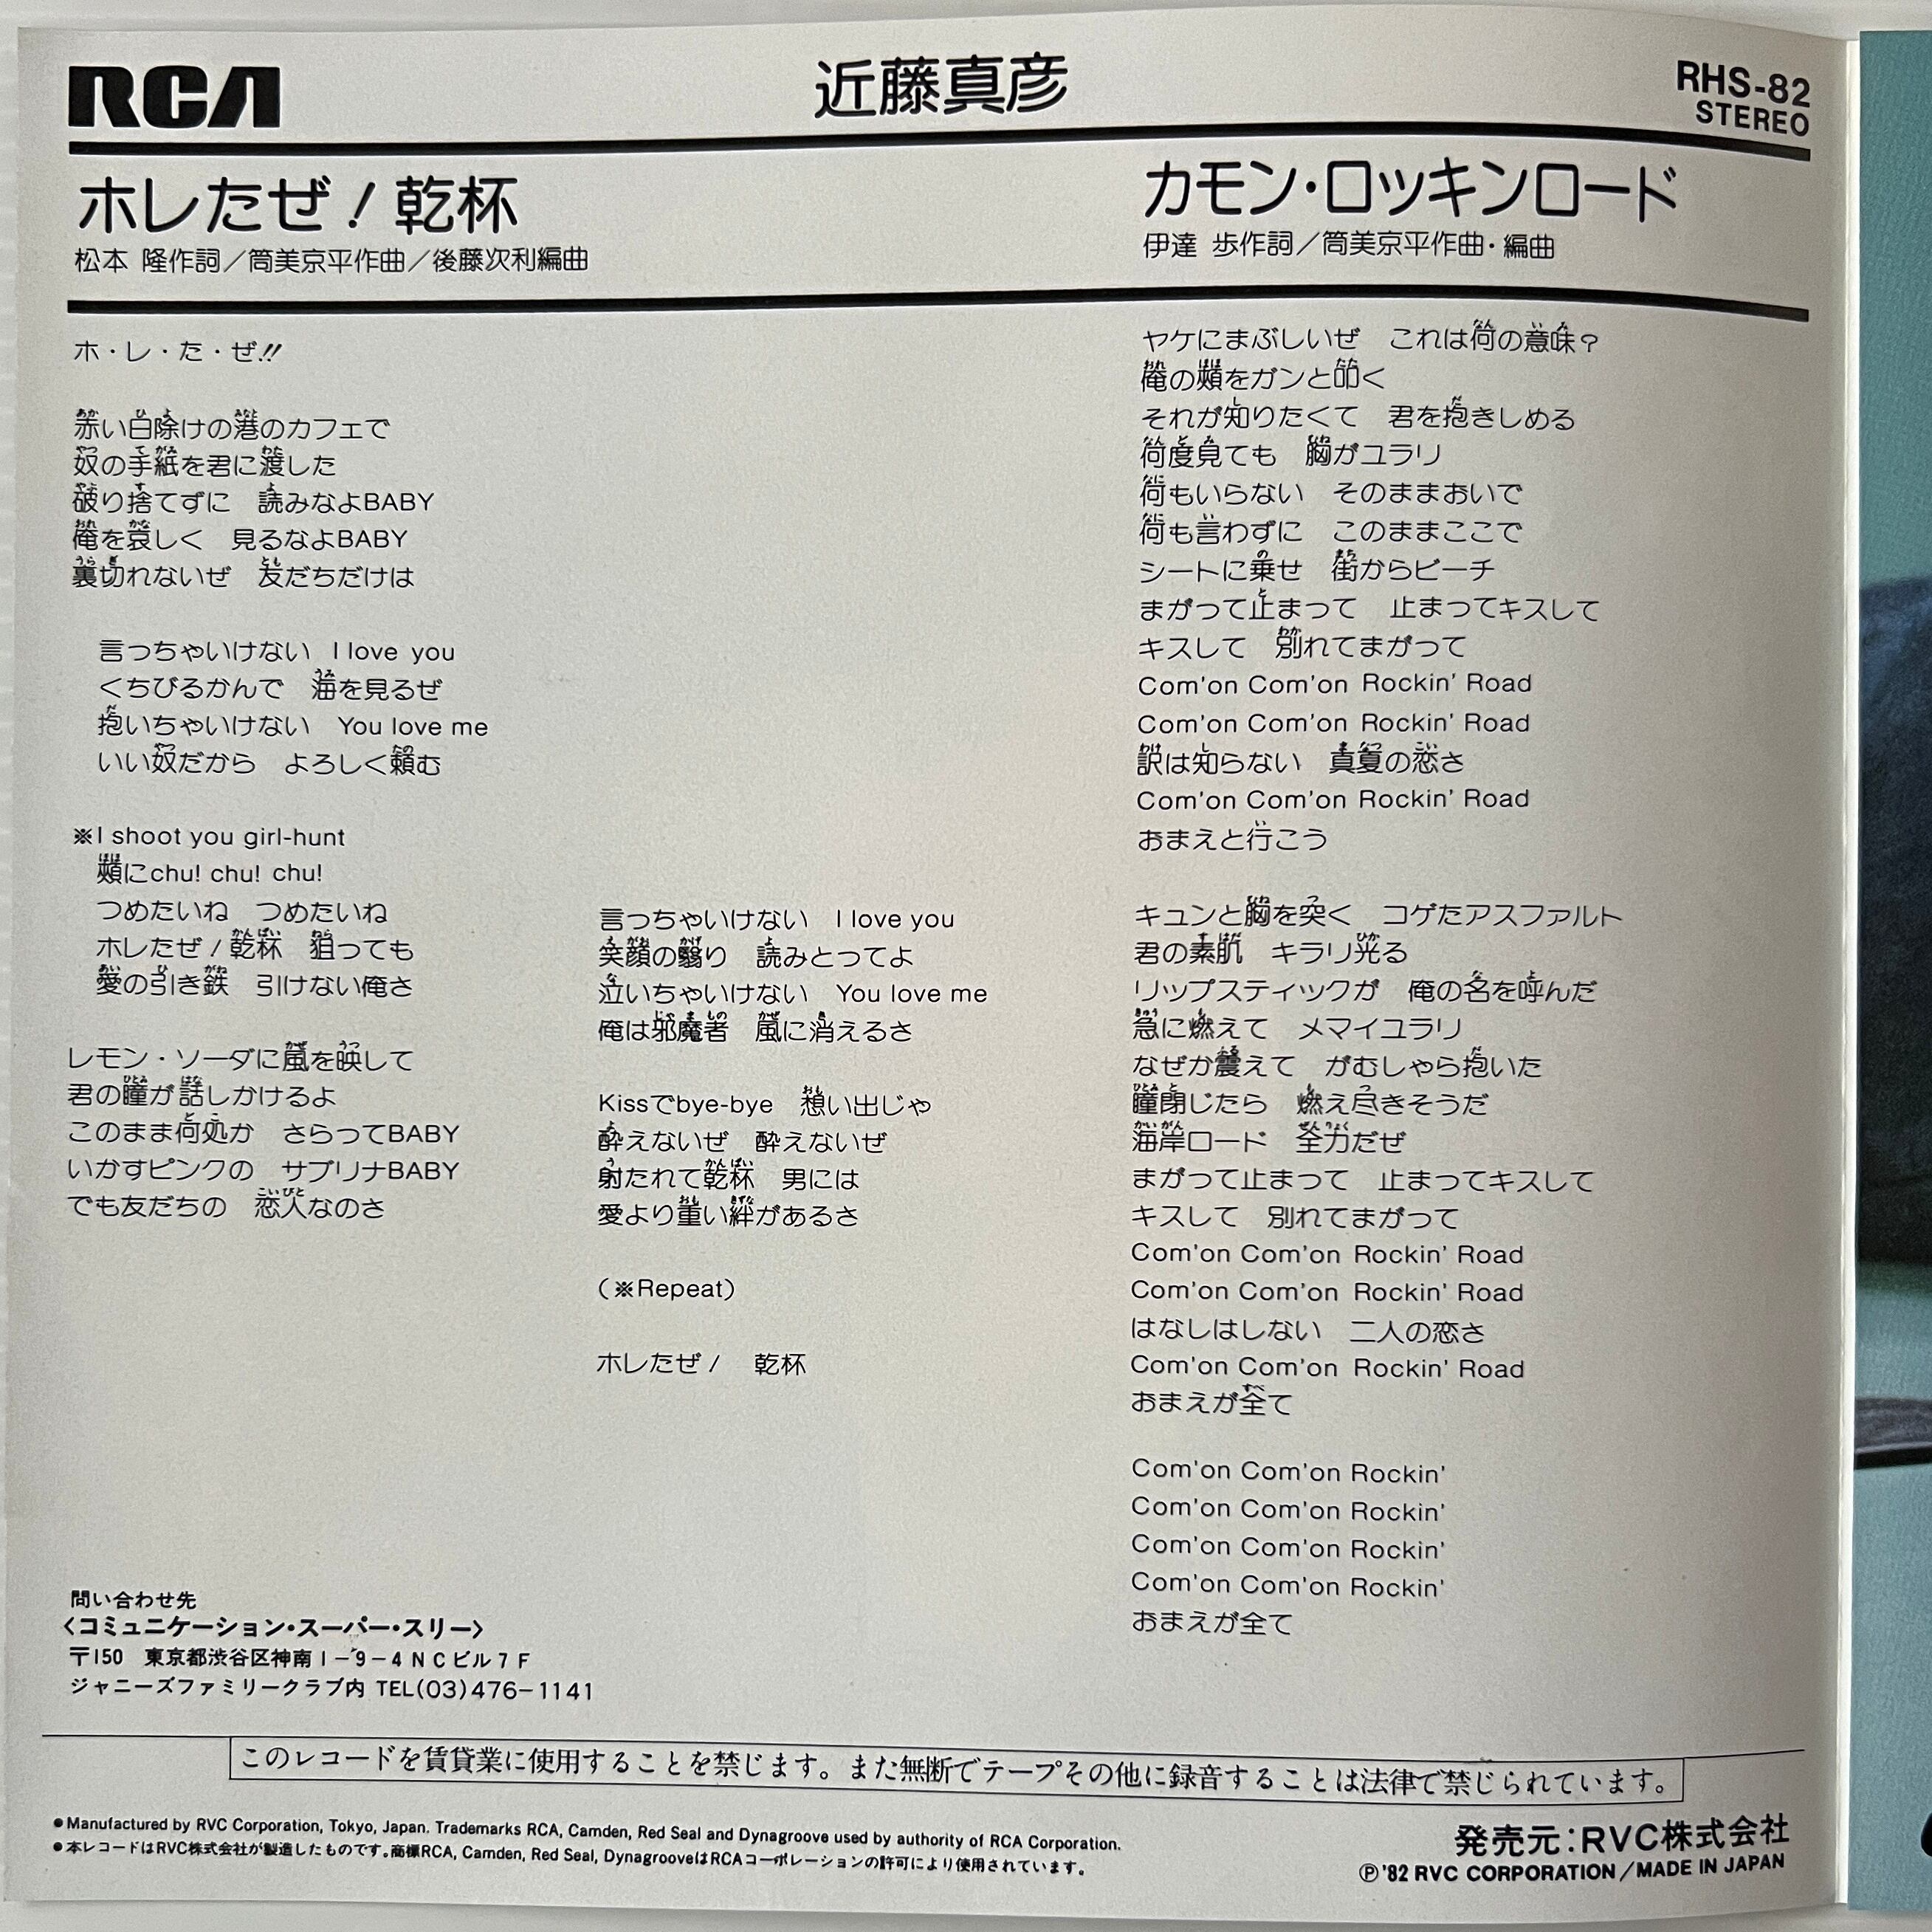 RCA
近藤真彦
RHS-82
STEREO
ホレたぜ！乾杯
松本 隆作詞／筒美京平作曲／後藤次利編曲
カモン・ロッキンロード
伊達 歩作詞／筒美京平作曲・編曲
ホ・レ・た・ぜ!!
赤い日除けの港のカフェで
奴の手紙を君に渡した
破り捨てずに　読みなよBABY
俺を哀しく　見るなよBABY
裏切れないぜ　友だちだけは
言っちゃいけない　I love you
くちびるかんで　海を見るぜ
抱いちゃいけない　You love me
いい奴だから　よろしく頼む
※I shoot you girl-hunt
頬にchu! chu! chu!
つめたいね　つめたいね
ホレたぜ！乾杯　狙っても
愛の引き鉄　引けない俺さ
レモン・ソーダに嵐を映して
君の瞳が話しかけるよ
このまま何処か　さらってBABY
いかすピンクの　サブリナBABY
でも友だちの　恋人なのさ
言っちゃいけない　I love you
笑顔の翳り　読みとってよ
泣いちゃいけない　You love me
俺は邪魔者　風に消えるさ
Kissでbye-bye　想い出じゃ
酔えないぜ　酔えないぜ
射たれて乾杯　男には
愛より重い絆があるさ
(※Repeat)
ホレたぜ！　乾杯
ヤケにまぶしいぜ　これは何の意味？
俺の頬をガンと叩く
それが知りたくて　君を抱きしめる
何度見ても　胸がユラリ
何もいらない　そのままおいで
何も言わずに　このままここで
シートに乗せ　街からビーチ
まがって止まって　止まってキスして
キスして　別れてまがって
Com'on Com'on Rockin' Road
Com'on Com'on Rockin' Road
訳は知らない　真夏の恋さ
Com'on Com'on Rockin' Road
おまえと行こう
キュンと胸を突く　コゲたアスファルト
君の素肌　キラリ光る
リップスティックが　俺の名を呼んだ
急に燃えて　メマイユラリ
なぜか震えて　がむしゃら抱いた
瞳閉じたら　燃え尽きそうだ
海岸ロード　全力だぜ
まがって止まって　止まってキスして
キスして　別れてまがって
Com'on Com'on Rockin' Road
Com'on Com'on Rockin' Road
はなしはしない　二人の恋さ
Com'on Com'on Rockin' Road
おまえが全て
Com'on Com'on Rockin'
Com'on Com'on Rockin'
Com'on Com'on Rockin'
Com'on Com'on Rockin'
おまえが全て
問い合わせ先
〈コミュニケーション・スーパー・スリー〉
〒150　東京都渋谷区神南1－9－4 NCビル7F
ジャニーズファミリークラブ内 TEL(03)476-1141
このレコードを賃貸業に使用することを禁じます。また無断でテープその他に録音することは法律で禁じられています。
●Manufactured by RVC Corporation, Tokyo, Japan. Trademarks RCA, Camden, Red Seal and Dynagroove used by authority of RCA Corporation.
●本レコードはRVC株式会社が製造したものです。商標RCA, Camden, Red Seal, DynagrooveはRCAコーポレーションの許可により使用されています。
発売元：RVC株式会社
Ⓟ'82 RVC CORPORATION／MADE IN JAPAN